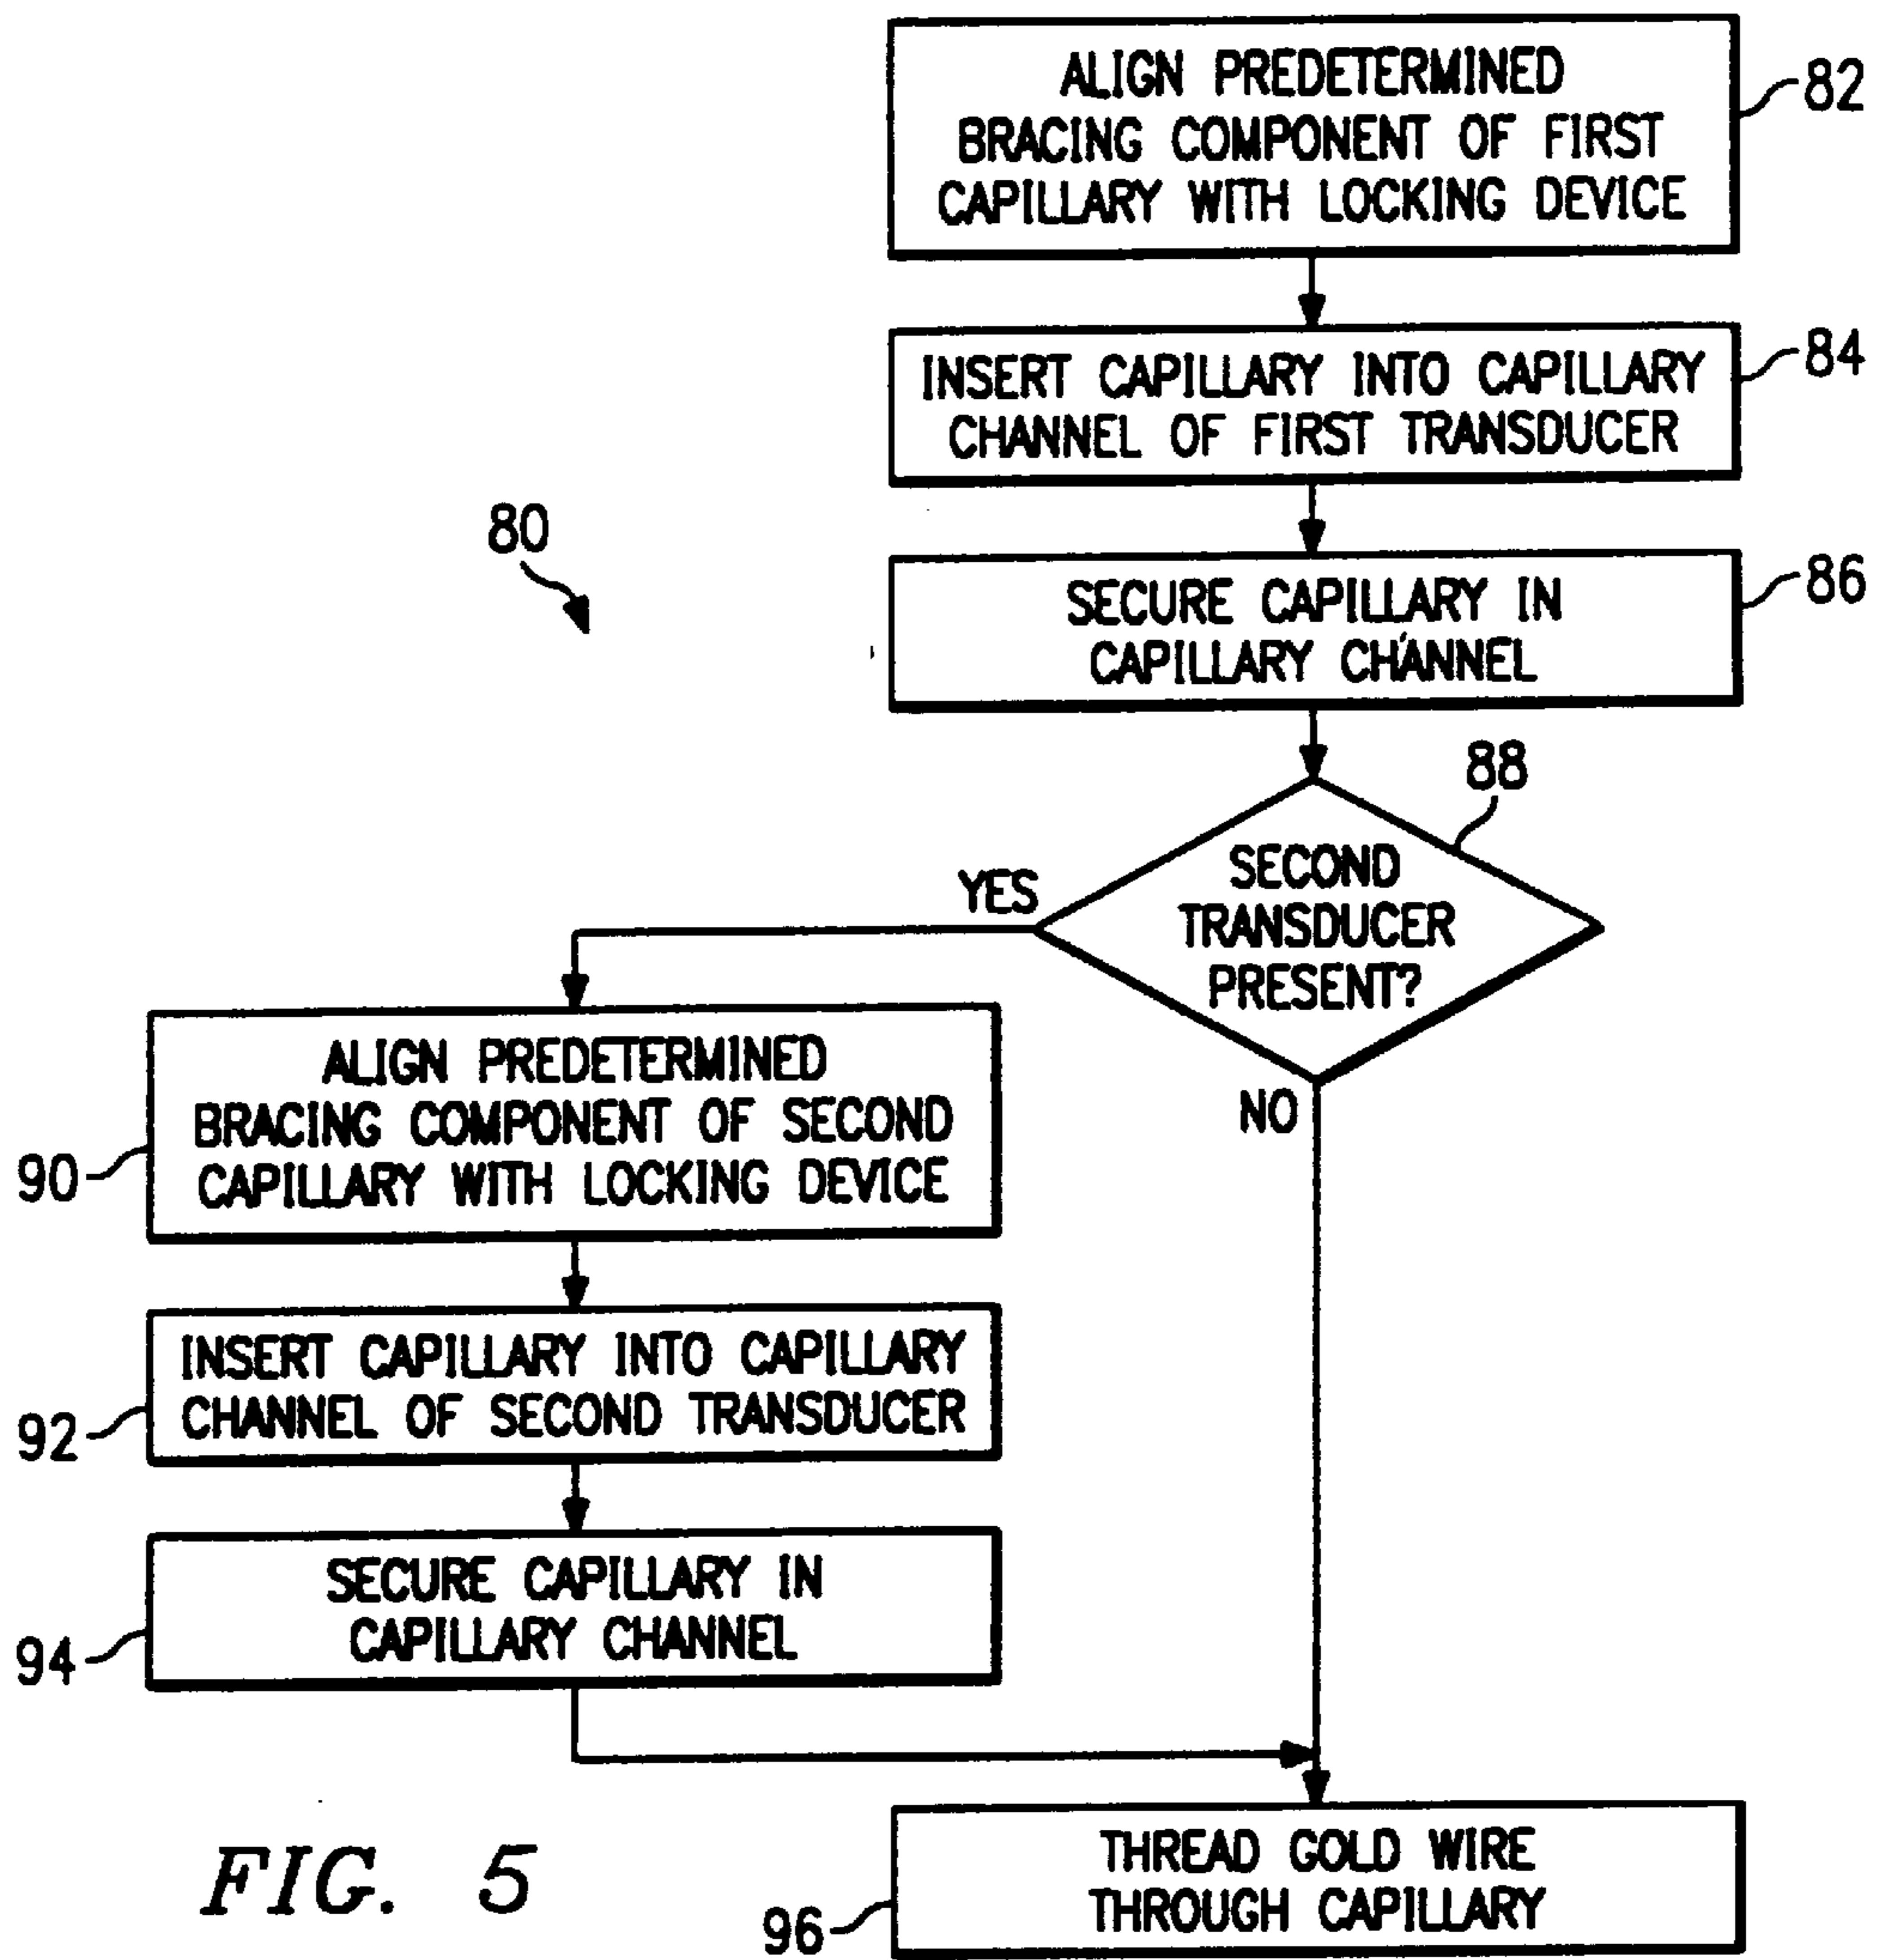 ALIGN PREDETERMINED
BRACING COMPONENT OF FIRST
CAPILLARY WITH LOCKING DEVICE
82
INSERT CAPILLARY INTO CAPILLARY
CHANNEL OF FIRST TRANSDUCER
84
80
SECURE CAPILLARY IN
CAPILLARY CHANNEL
86
88
SECOND
TRANSDUCER
PRESENT?
YES
NO
ALIGN PREDETERMINED
BRACING COMPONENT OF SECOND
CAPILLARY WITH LOCKING DEVICE
90
INSERT CAPILLARY INTO CAPILLARY
CHANNEL OF SECOND TRANSDUCER
92
SECURE CAPILLARY IN
CAPILLARY CHANNEL
94
THREAD GOLD WIRE
THROUGH CAPILLARY
96
FIG. 5